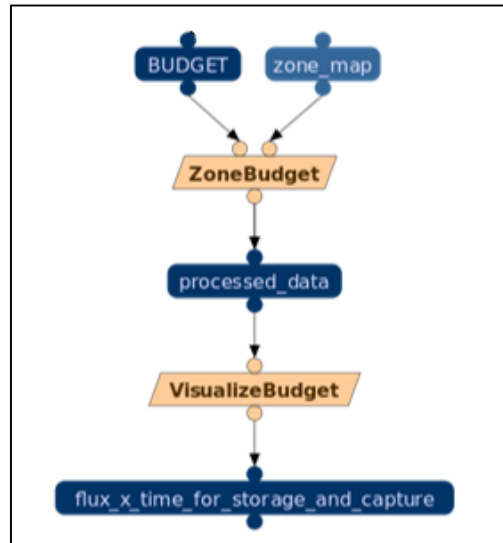 BUDGET
zone_map
ZoneBudget
processed_data
VisualizeBudget
flux_x_time_for_storage_and_capture